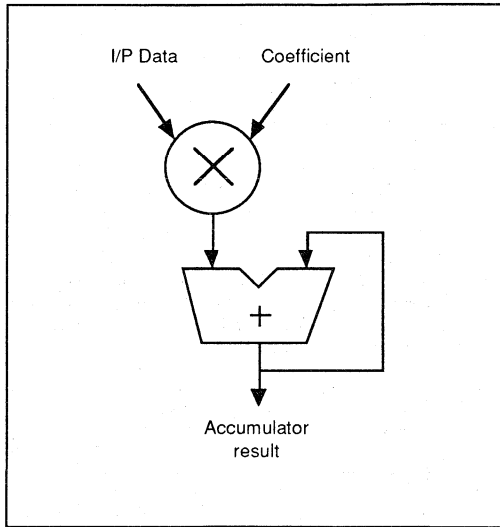 I/P Data Coefficient
+
Accumulator
result